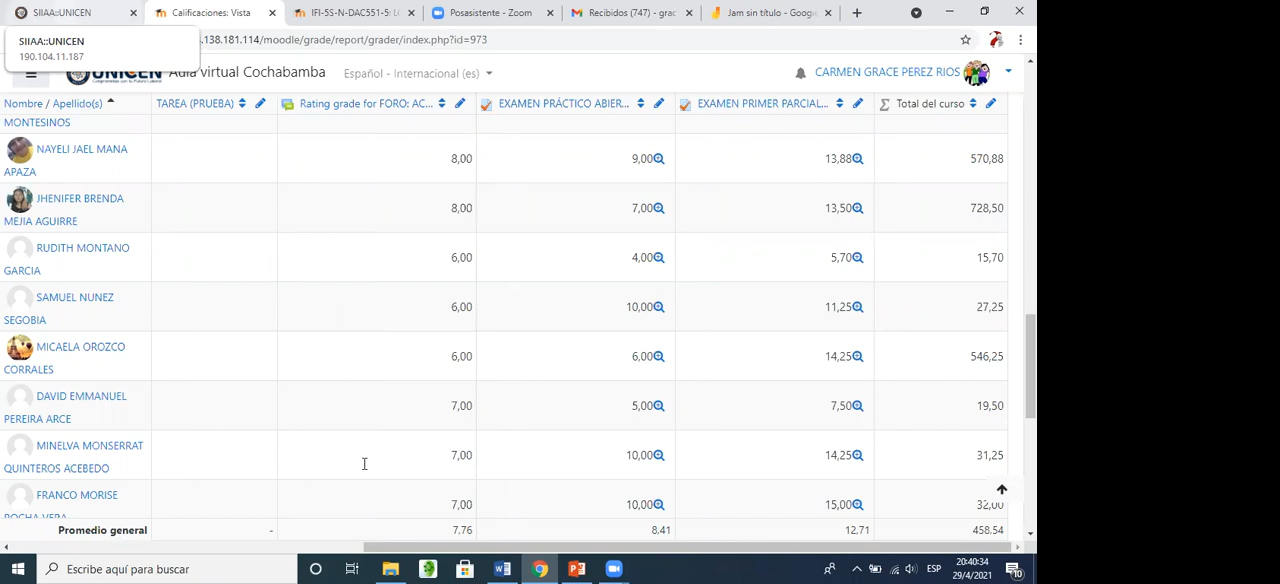 SIIAA::UNICEN
Calificaciones: Vista
IFI-5S-N-DAC551-5:
Posasistente - Zoom
Recibidos (747) - grac
Jam sin título - Goog
SIIAA::UNICEN
190.104.11.187
.138.181.114/moodle/grade/report/grader/index.php?id=973
UNICEN Aula virtual Cochabamba Español - Internacional (es) CARMEN GRACE PEREZ RIOS
Nombre / Apellido(s) TAREA (PRUEBA) Rating grade for FORO: AC... EXAMEN PRÁCTICO ABIER... EXAMEN PRIMER PARCIAL... Total del curso
MONTESINOS
NAYELI JAEL MANA
APAZA
8,00 9,00 13,88 570,88
JHENIFER BRENDA
MEJIA AGUIRRE
8,00 7,00 13,50 728,50
RUDITH MONTANO
GARCIA
6,00 4,00 5,70 15,70
SAMUEL NUNEZ
SEGOBIA
6,00 10,00 11,25 27,25
MICAELA OROZCO
CORRALES
6,00 6,00 14,25 546,25
DAVID EMMANUEL
PEREIRA ARCE
7,00 5,00 7,50 19,50
MINELVA MONSERRAT
QUINTEROS ACEBEDO
7,00 10,00 14,25 31,25
FRANCO MORISE
ROCHA VERA
7,00 10,00 15,00 32,00
Promedio general - 7,76 8,41 12,71 458,54
Escribe aquí para buscar
ESP
20:40:34
29/4/2021
10